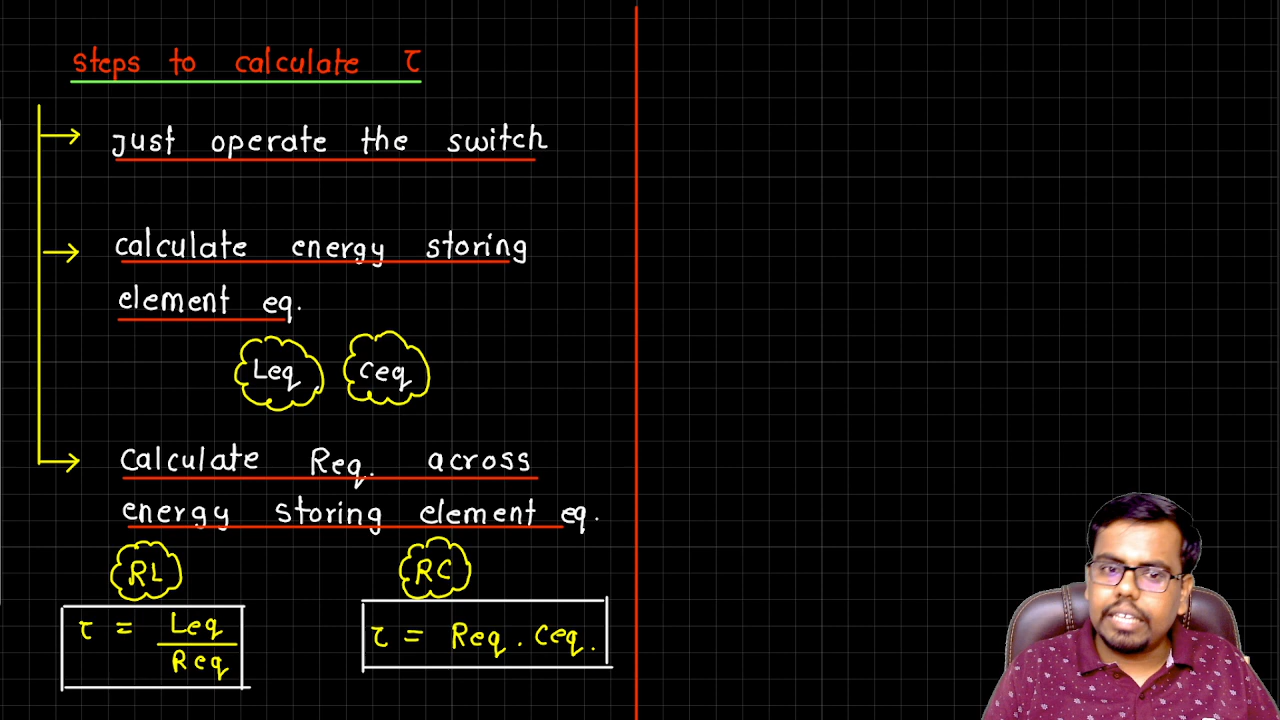 steps to calculate τ
just operate the switch
calculate energy storing
element eq.
Leq Ceq
Calculate Req. across
energy storing element eq.
RL RC
τ = Leq / Req
τ = Req . Ceq.